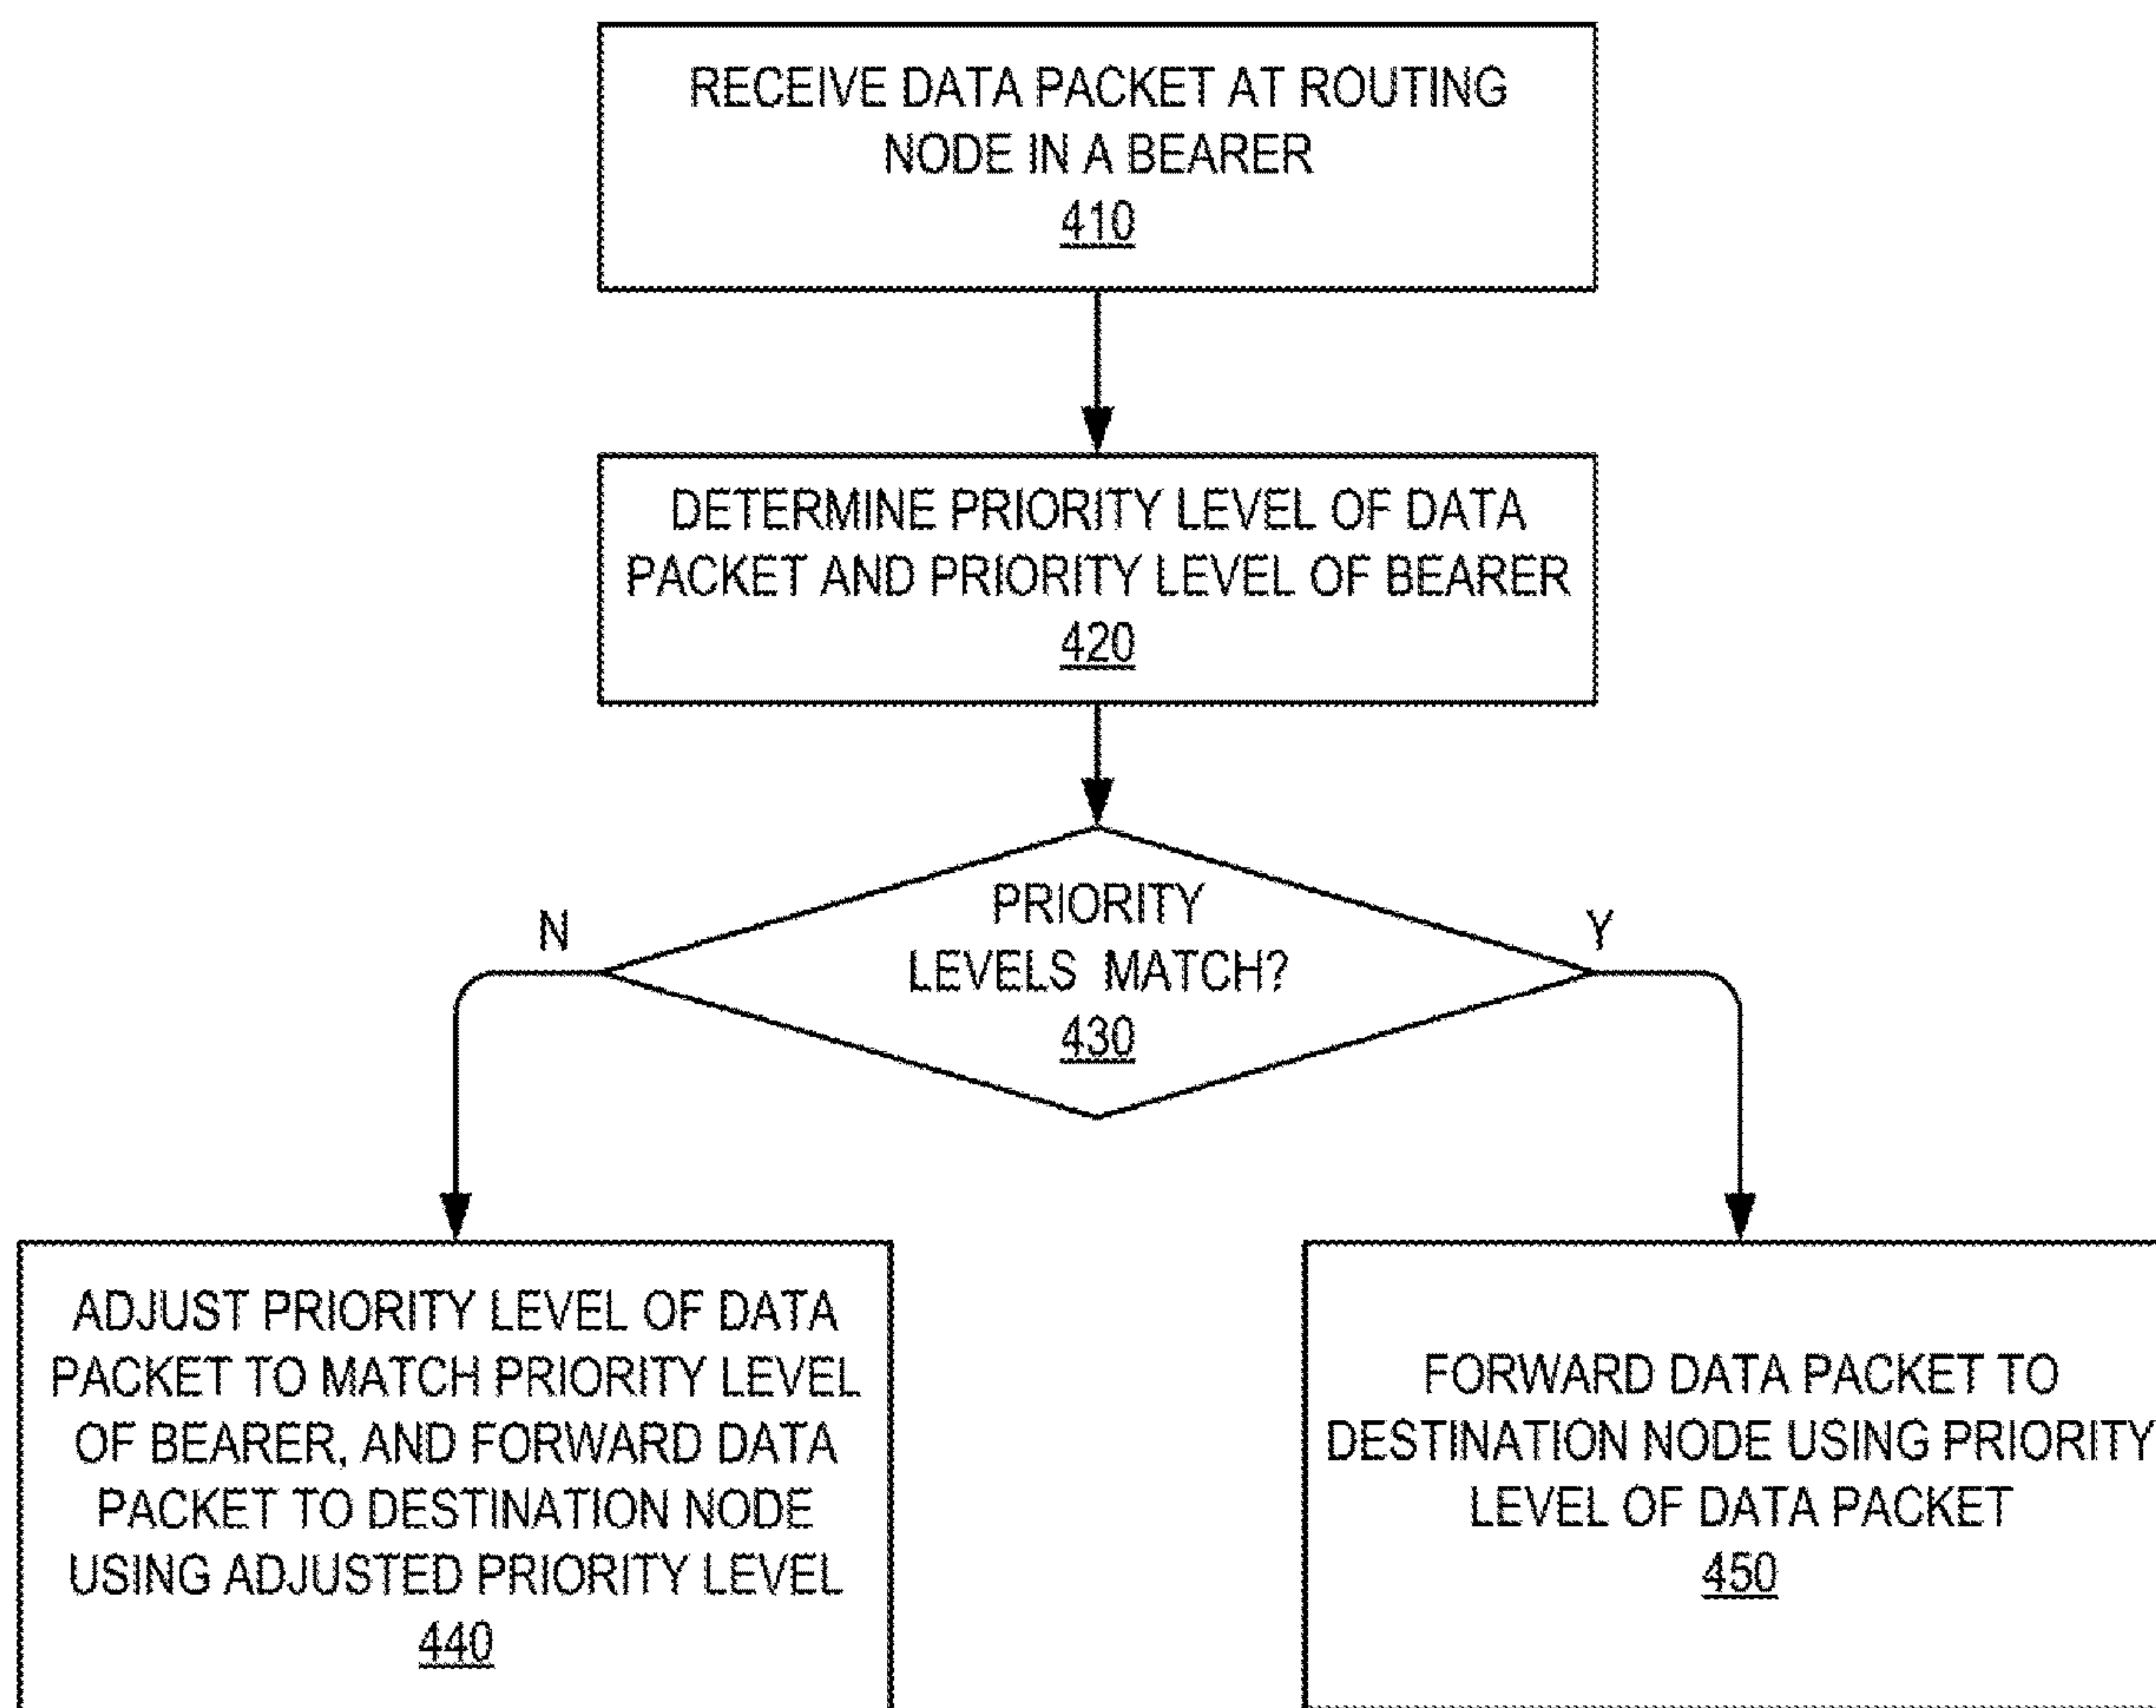 RECEIVE DATA PACKET AT ROUTING
NODE IN A BEARER
410
DETERMINE PRIORITY LEVEL OF DATA
PACKET AND PRIORITY LEVEL OF BEARER
420
PRIORITY
LEVELS MATCH?
430
N
Y
ADJUST PRIORITY LEVEL OF DATA
PACKET TO MATCH PRIORITY LEVEL
OF BEARER, AND FORWARD DATA
PACKET TO DESTINATION NODE
USING ADJUSTED PRIORITY LEVEL
440
FORWARD DATA PACKET TO
DESTINATION NODE USING PRIORITY
LEVEL OF DATA PACKET
450